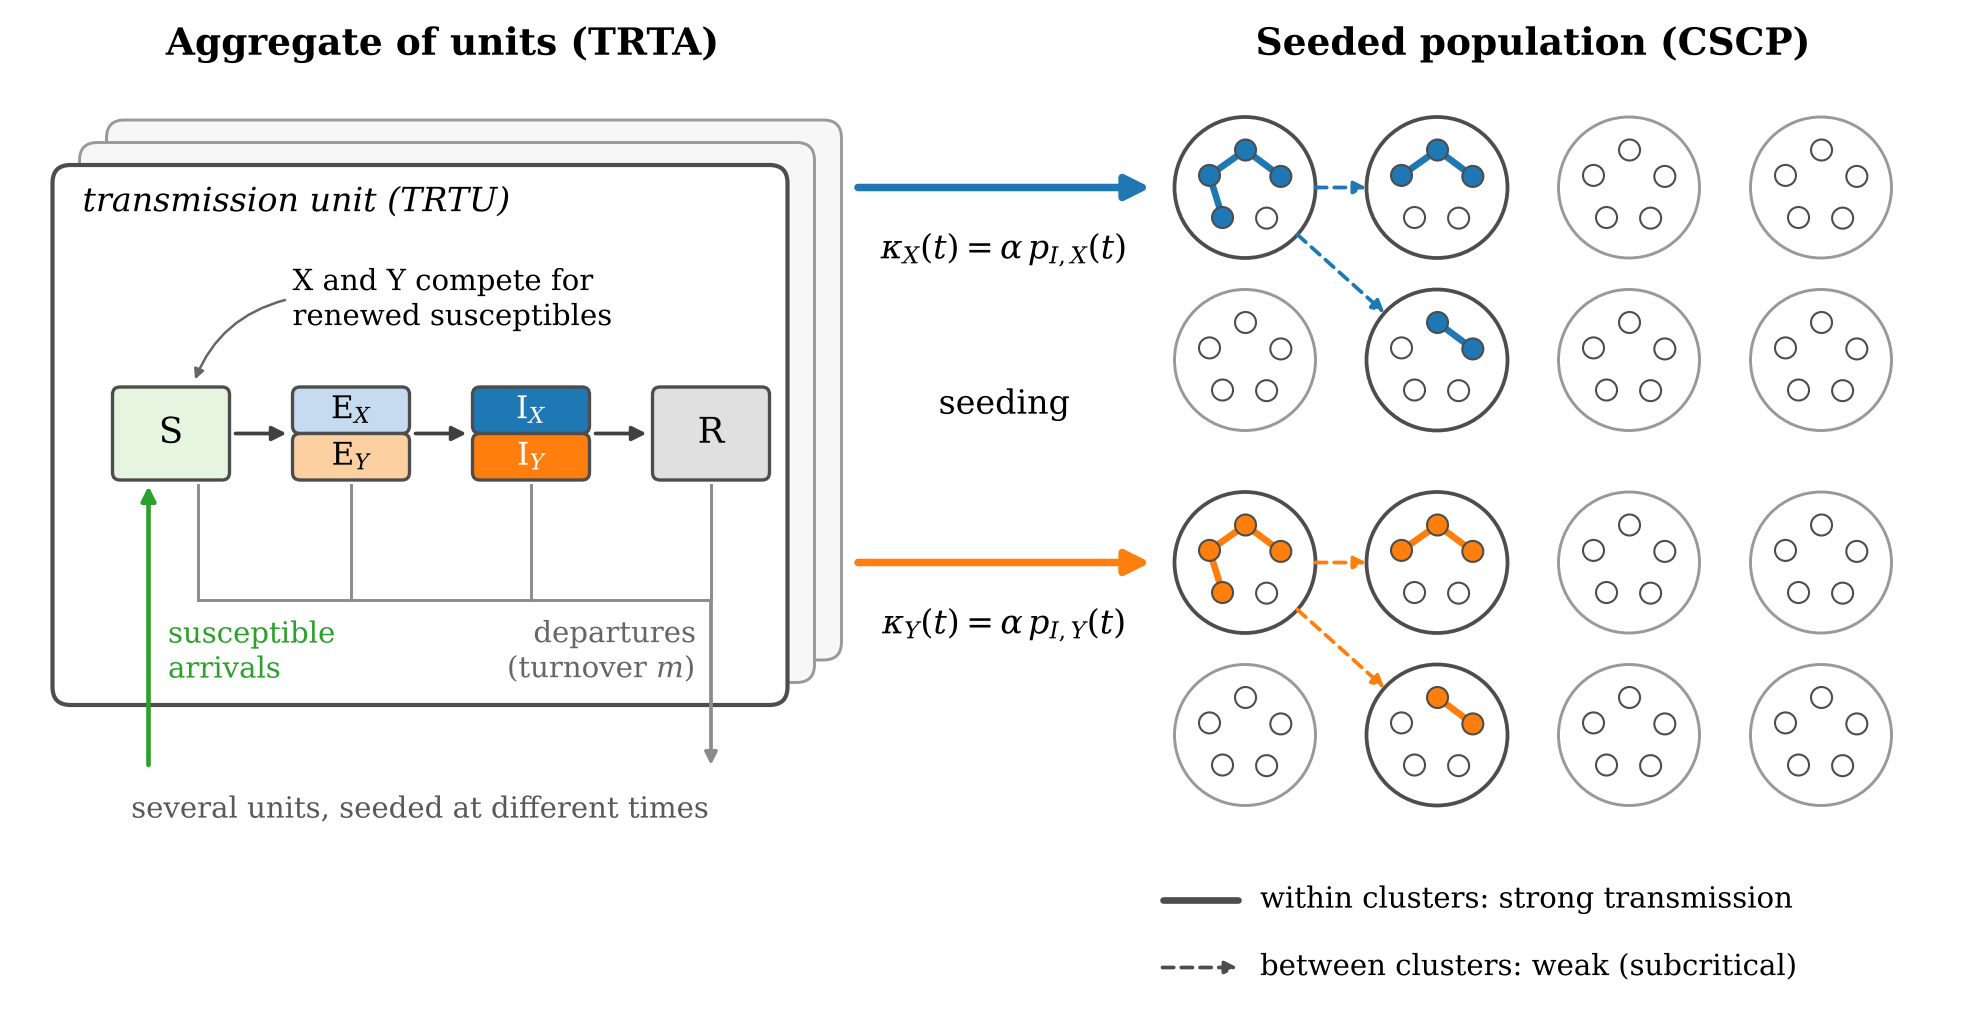 Aggregate of units (TRTA)
Seeded population (CSCP)
transmission unit (TRTU)
X and Y compete for
renewed susceptibles
S
E_X
E_Y
I_X
I_Y
R
susceptible
arrivals
departures
(turnover m)
several units, seeded at different times
κ_X(t) = α p_{I,X}(t)
seeding
κ_Y(t) = α p_{I,Y}(t)
within clusters: strong transmission
between clusters: weak (subcritical)